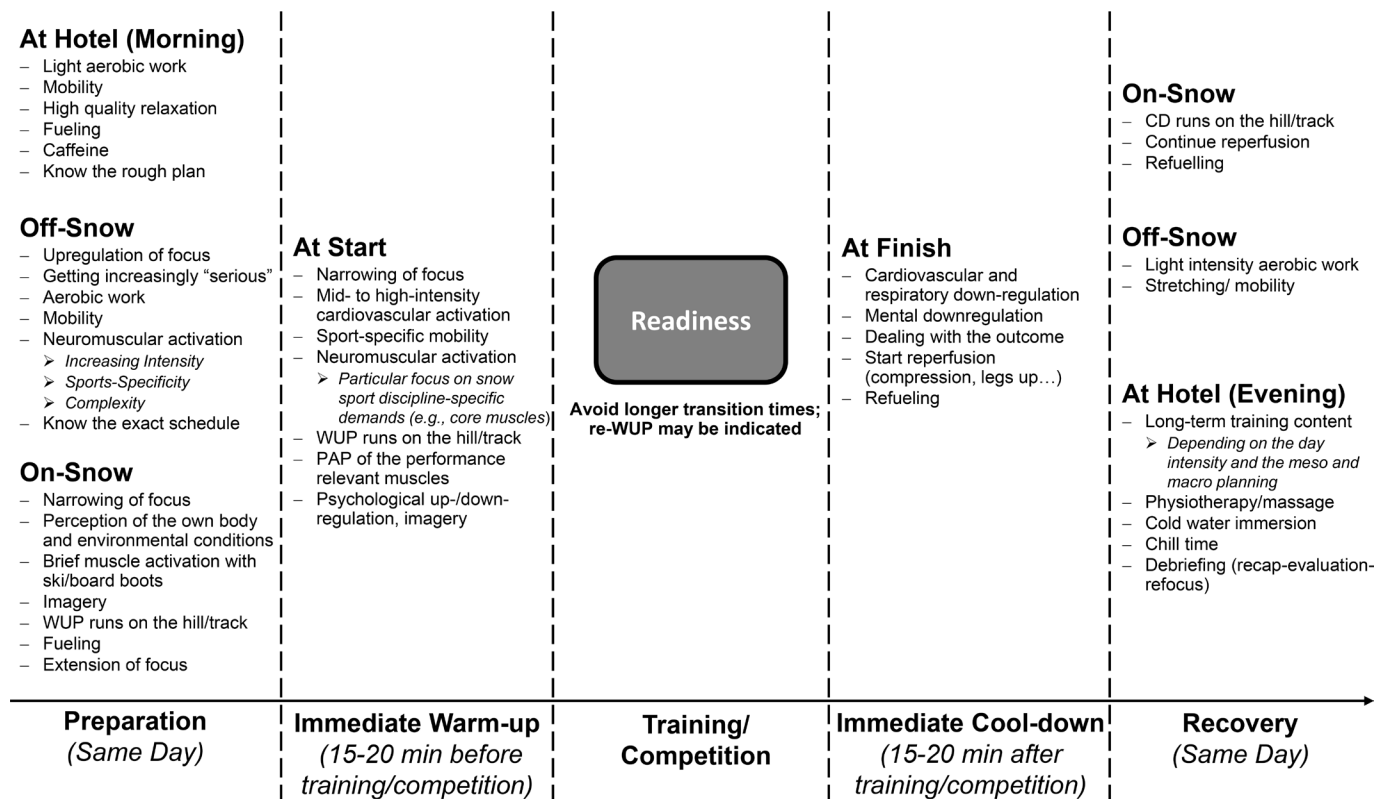 At Hotel (Morning)
– Light aerobic work
– Mobility
– High quality relaxation
– Fueling
– Caffeine
– Know the rough plan
Off-Snow
– Upregulation of focus
– Getting increasingly “serious”
– Aerobic work
– Mobility
– Neuromuscular activation
➢ Increasing Intensity
➢ Sports-Specificity
➢ Complexity
– Know the exact schedule
On-Snow
– Narrowing of focus
– Perception of the own body
and environmental conditions
– Brief muscle activation with
ski/board boots
– Imagery
– WUP runs on the hill/track
– Fueling
– Extension of focus
At Start
– Narrowing of focus
– Mid- to high-intensity
cardiovascular activation
– Sport-specific mobility
– Neuromuscular activation
➢ Particular focus on snow
sport discipline-specific
demands (e.g., core muscles)
– WUP runs on the hill/track
– PAP of the performance
relevant muscles
– Psychological up-/down-
regulation, imagery
Readiness
Avoid longer transition times;
re-WUP may be indicated
At Finish
– Cardiovascular and
respiratory down-regulation
– Mental downregulation
– Dealing with the outcome
– Start reperfusion
(compression, legs up…)
– Refueling
On-Snow
– CD runs on the hill/track
– Continue reperfusion
– Refuelling
Off-Snow
– Light intensity aerobic work
– Stretching/ mobility
At Hotel (Evening)
– Long-term training content
➢ Depending on the day
intensity and the meso and
macro planning
– Physiotherapy/massage
– Cold water immersion
– Chill time
– Debriefing (recap-evaluation-
refocus)
Preparation
(Same Day)
Immediate Warm-up
(15-20 min before
training/competition)
Training/
Competition
Immediate Cool-down
(15-20 min after
training/competition)
Recovery
(Same Day)